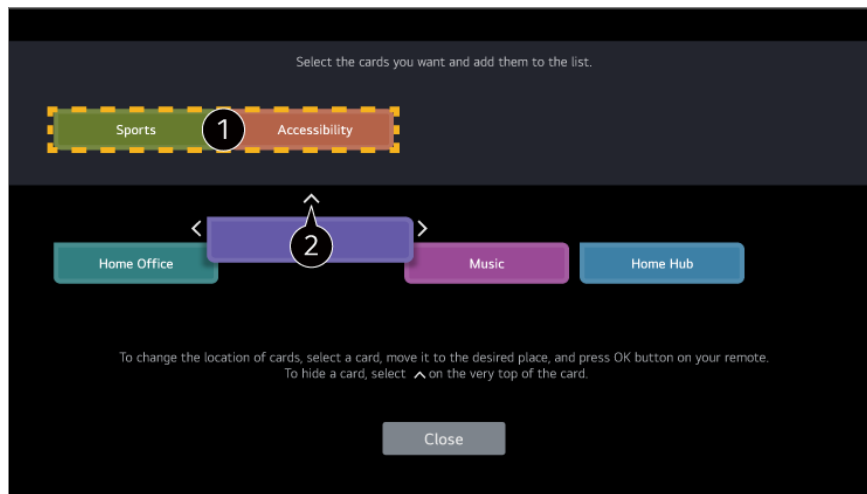 Select the cards you want and add them to the list.
Sports 1 Accessibility
2
Home Office Music Home Hub
To change the location of cards, select a card, move it to the desired place, and press OK button on your remote.
To hide a card, select ^ on the very top of the card.
Close